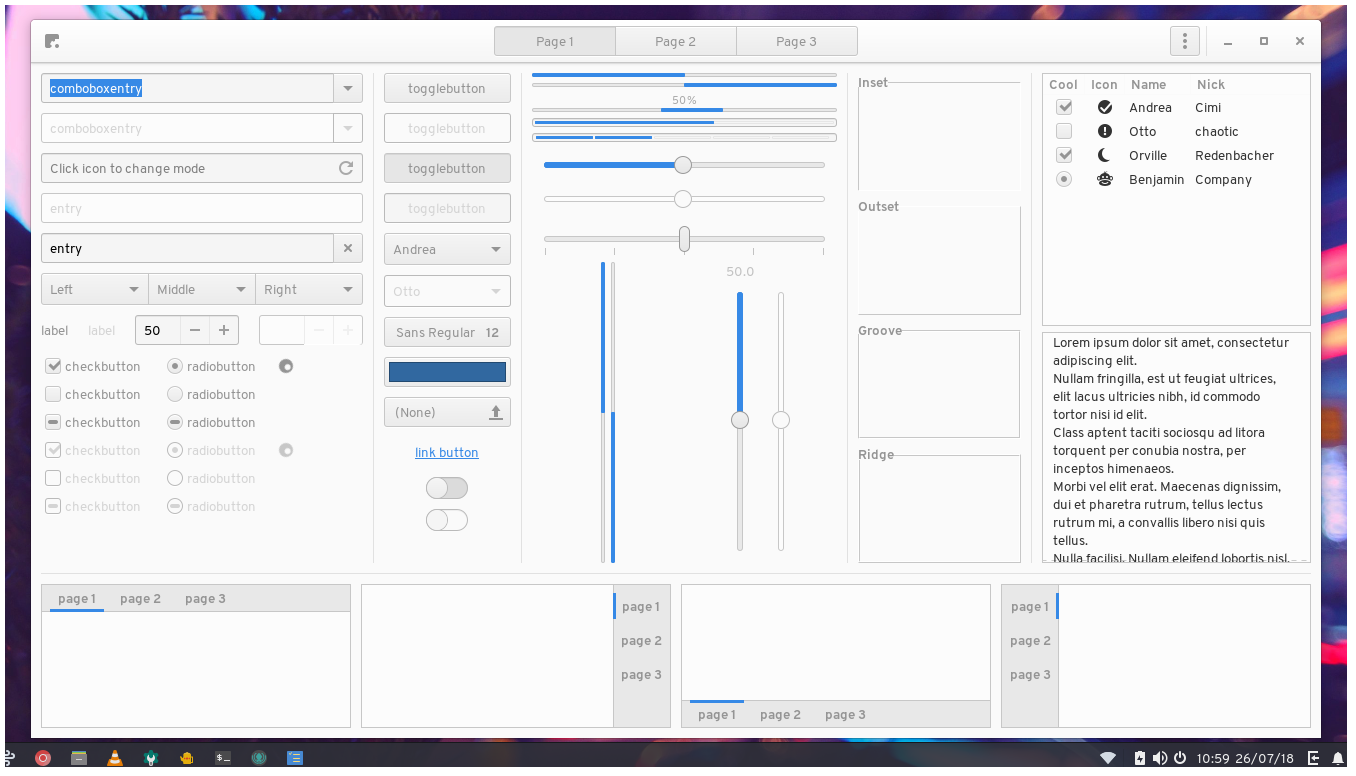 Page 1 Page 2 Page 3
comboboxentry
comboboxentry
Click icon to change mode
entry
entry
Left Middle Right
label label 50
checkbutton radiobutton
checkbutton radiobutton
checkbutton radiobutton
checkbutton radiobutton
checkbutton radiobutton
checkbutton radiobutton
togglebutton
togglebutton
togglebutton
togglebutton
Andrea
Otto
Sans Regular 12
(None)
link button
50%
50.0
Inset
Outset
Groove
Ridge
Cool Icon Name Nick
Andrea Cimi
Otto chaotic
Orville Redenbacher
Benjamin Company
Lorem ipsum dolor sit amet, consectetur
adipiscing elit.
Nullam fringilla, est ut feugiat ultrices,
elit lacus ultricies nibh, id commodo
tortor nisi id elit.
Class aptent taciti sociosqu ad litora
torquent per conubia nostra, per
inceptos himenaeos.
Morbi vel elit erat. Maecenas dignissim,
dui et pharetra rutrum, tellus lectus
rutrum mi, a convallis libero nisi quis
tellus.
Nulla facilisi. Nullam eleifend lobortis nisl,
page 1 page 2 page 3
page 1
page 2
page 3
page 1 page 2 page 3
page 1
page 2
page 3
10:59 26/07/18